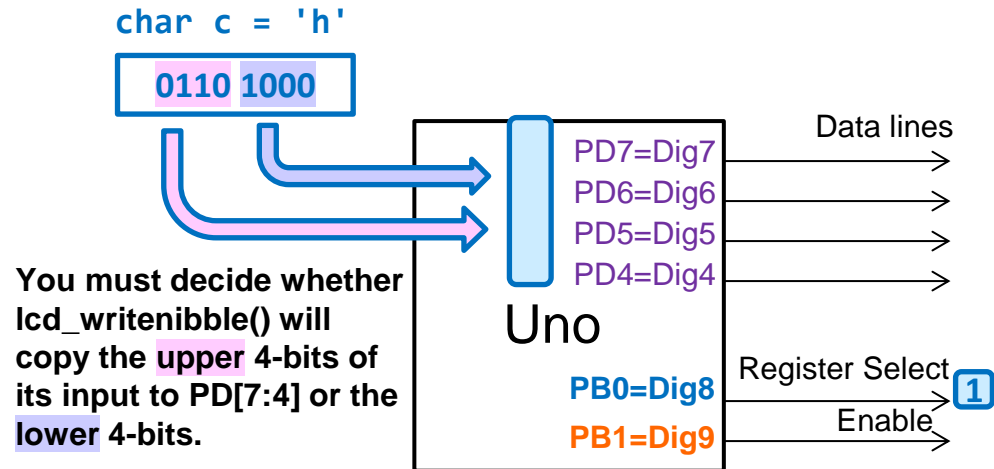 char c = 'h'
0110 1000
Data lines
PD7=Dig7
PD6=Dig6
PD5=Dig5
PD4=Dig4
You must decide whether
lcd_writenibble() will
copy the upper 4-bits of
its input to PD[7:4] or the
lower 4-bits.
Uno
Register Select
PB0=Dig8
1
Enable
PB1=Dig9